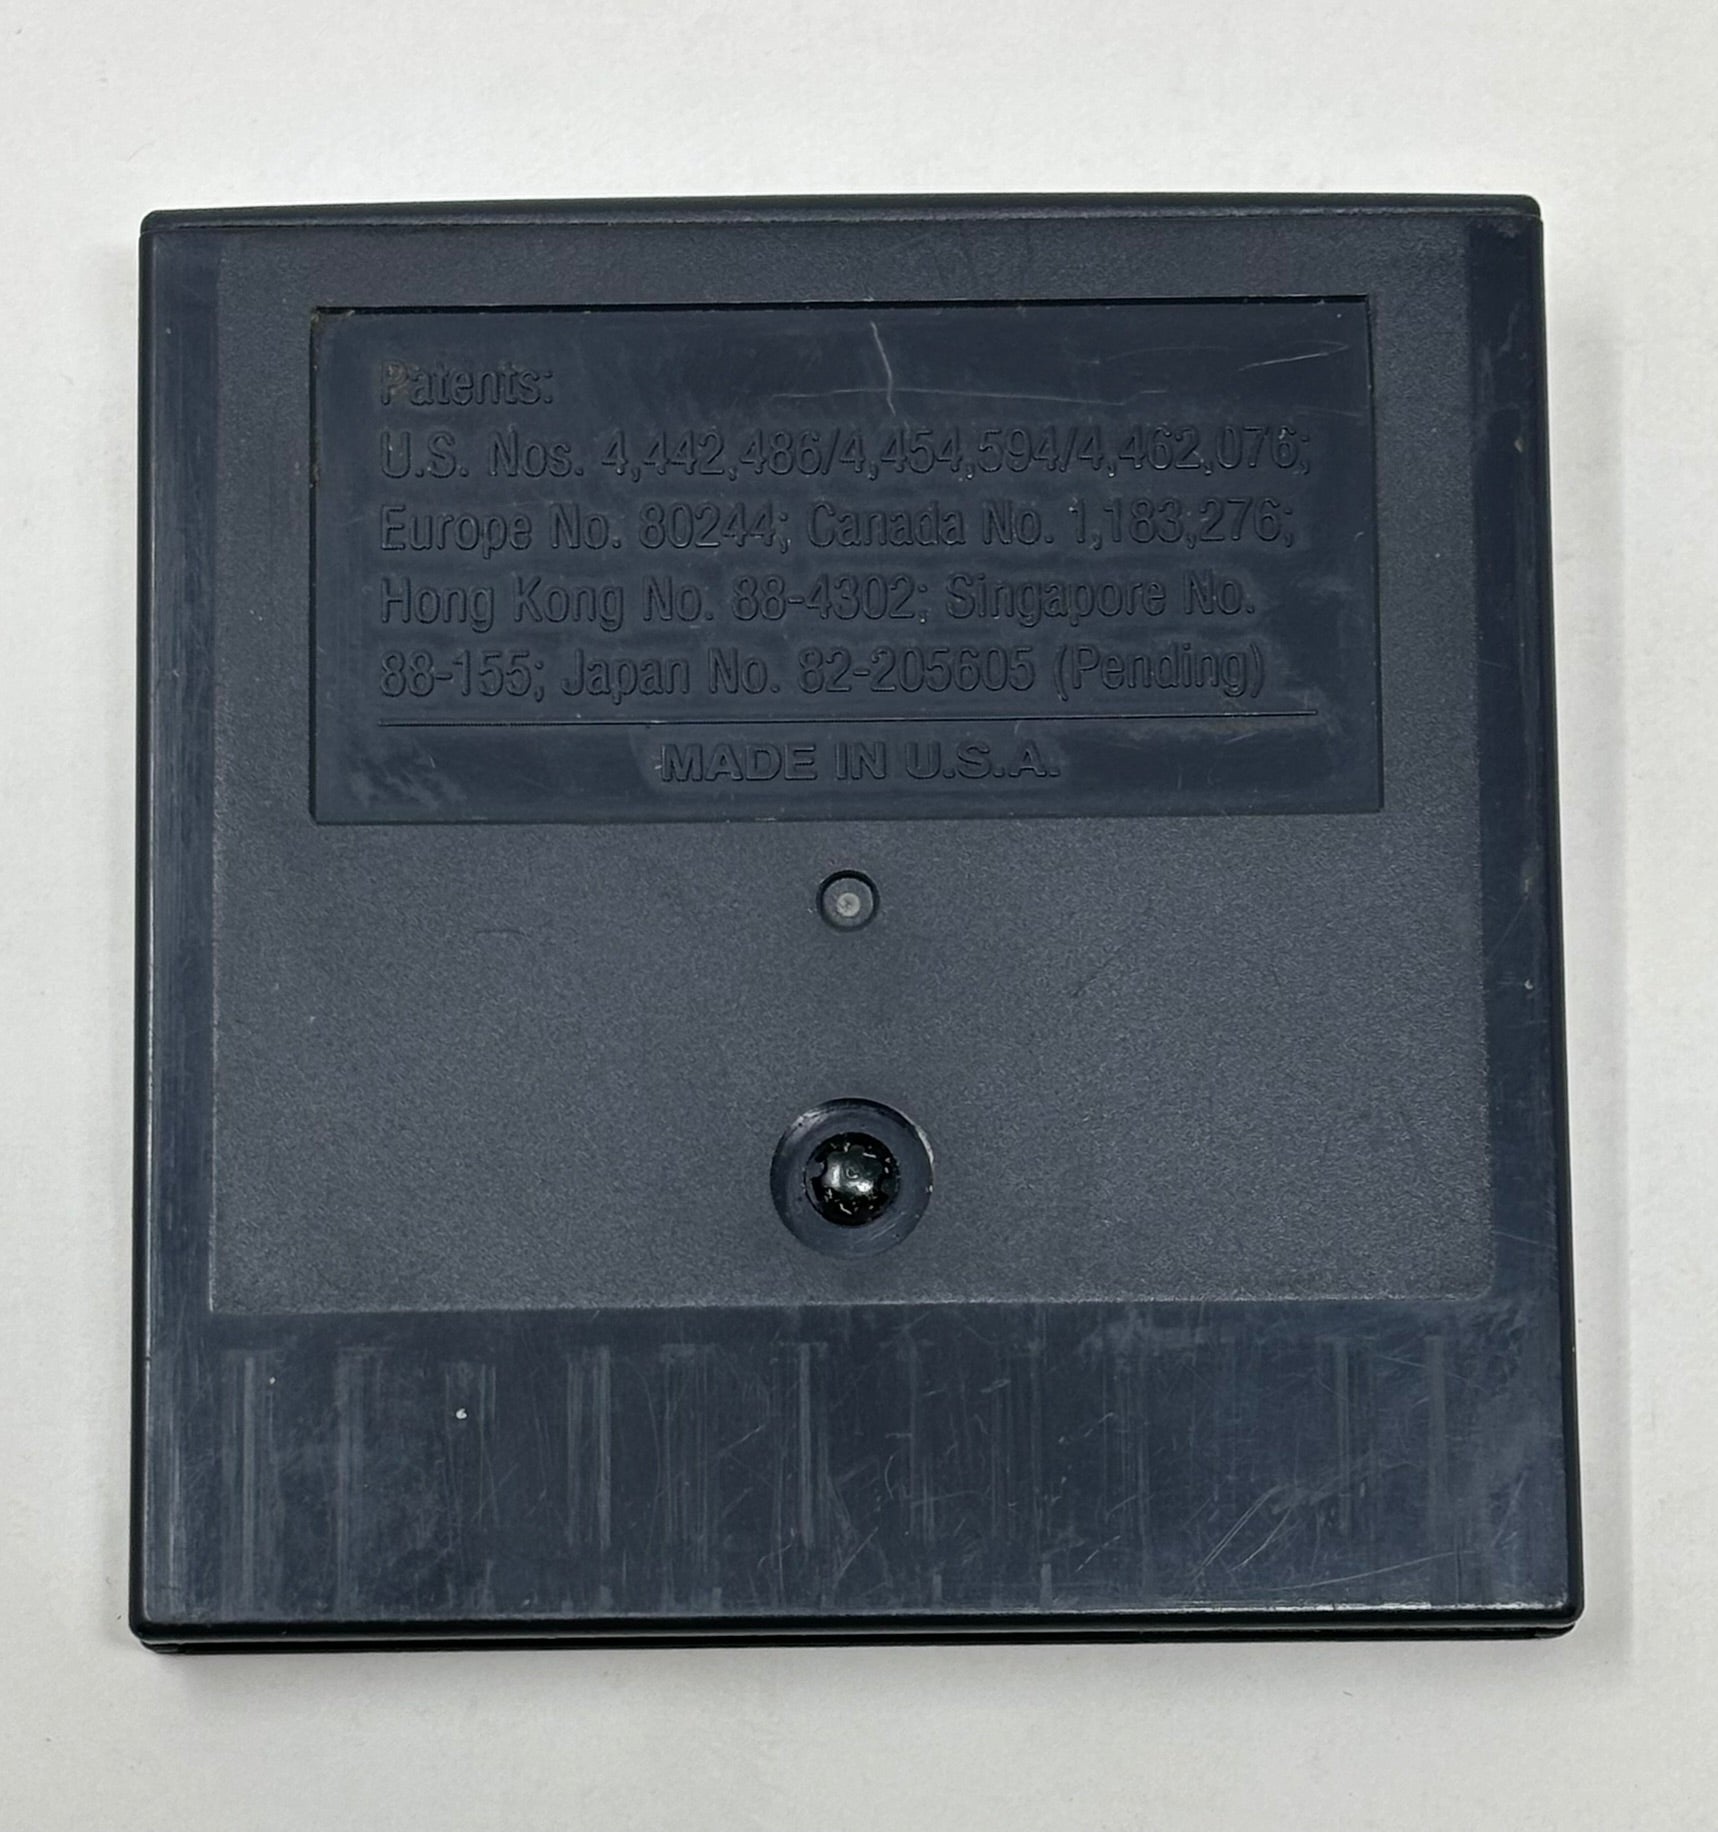 Patents:
U.S. Nos. 4,442,486/4,454,594/4,462,076;
Europe No. 80244; Canada No. 1,183,276;
Hong Kong No. 88-4302; Singapore No.
88-155; Japan No. 82-205605 (Pending)
MADE IN U.S.A.